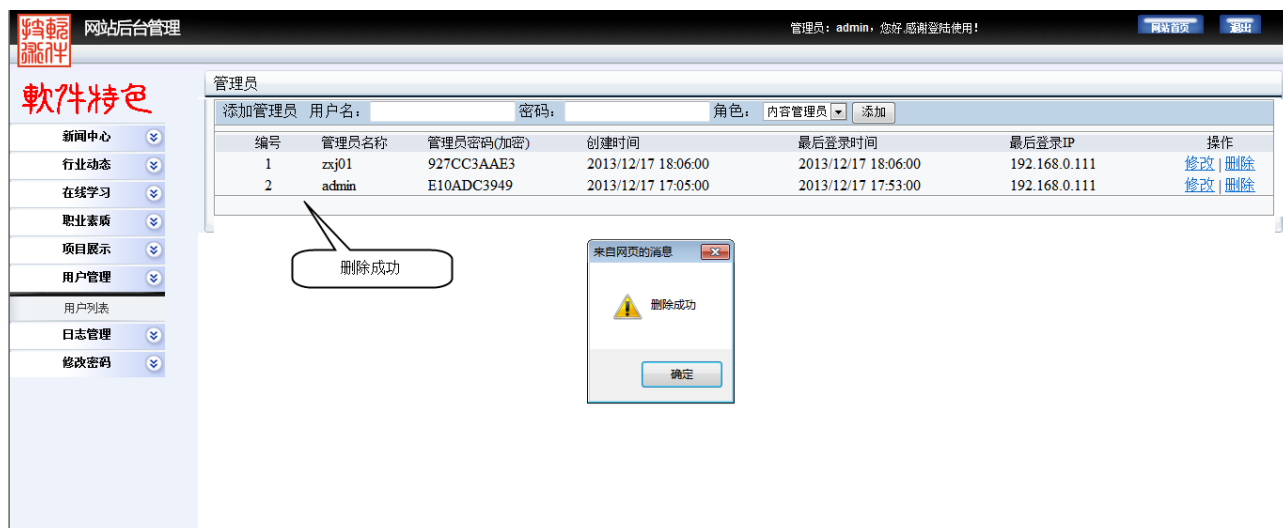 网站后台管理
管理员：admin，您好,感谢登陆使用！
网站首页
退出
軟件特色
新闻中心
行业动态
在线学习
职业素质
项目展示
用户管理
用户列表
日志管理
修改密码
管理员
添加管理员 用户名： 密码： 角色： 内容管理员 添加
编号 管理员名称 管理员密码(加密) 创建时间 最后登录时间 最后登录IP 操作
1 zxj01 927CC3AAE3 2013/12/17 18:06:00 2013/12/17 18:06:00 192.168.0.111 修改 | 删除
2 admin E10ADC3949 2013/12/17 17:05:00 2013/12/17 17:53:00 192.168.0.111 修改 | 删除
删除成功
来自网页的消息
删除成功
确定